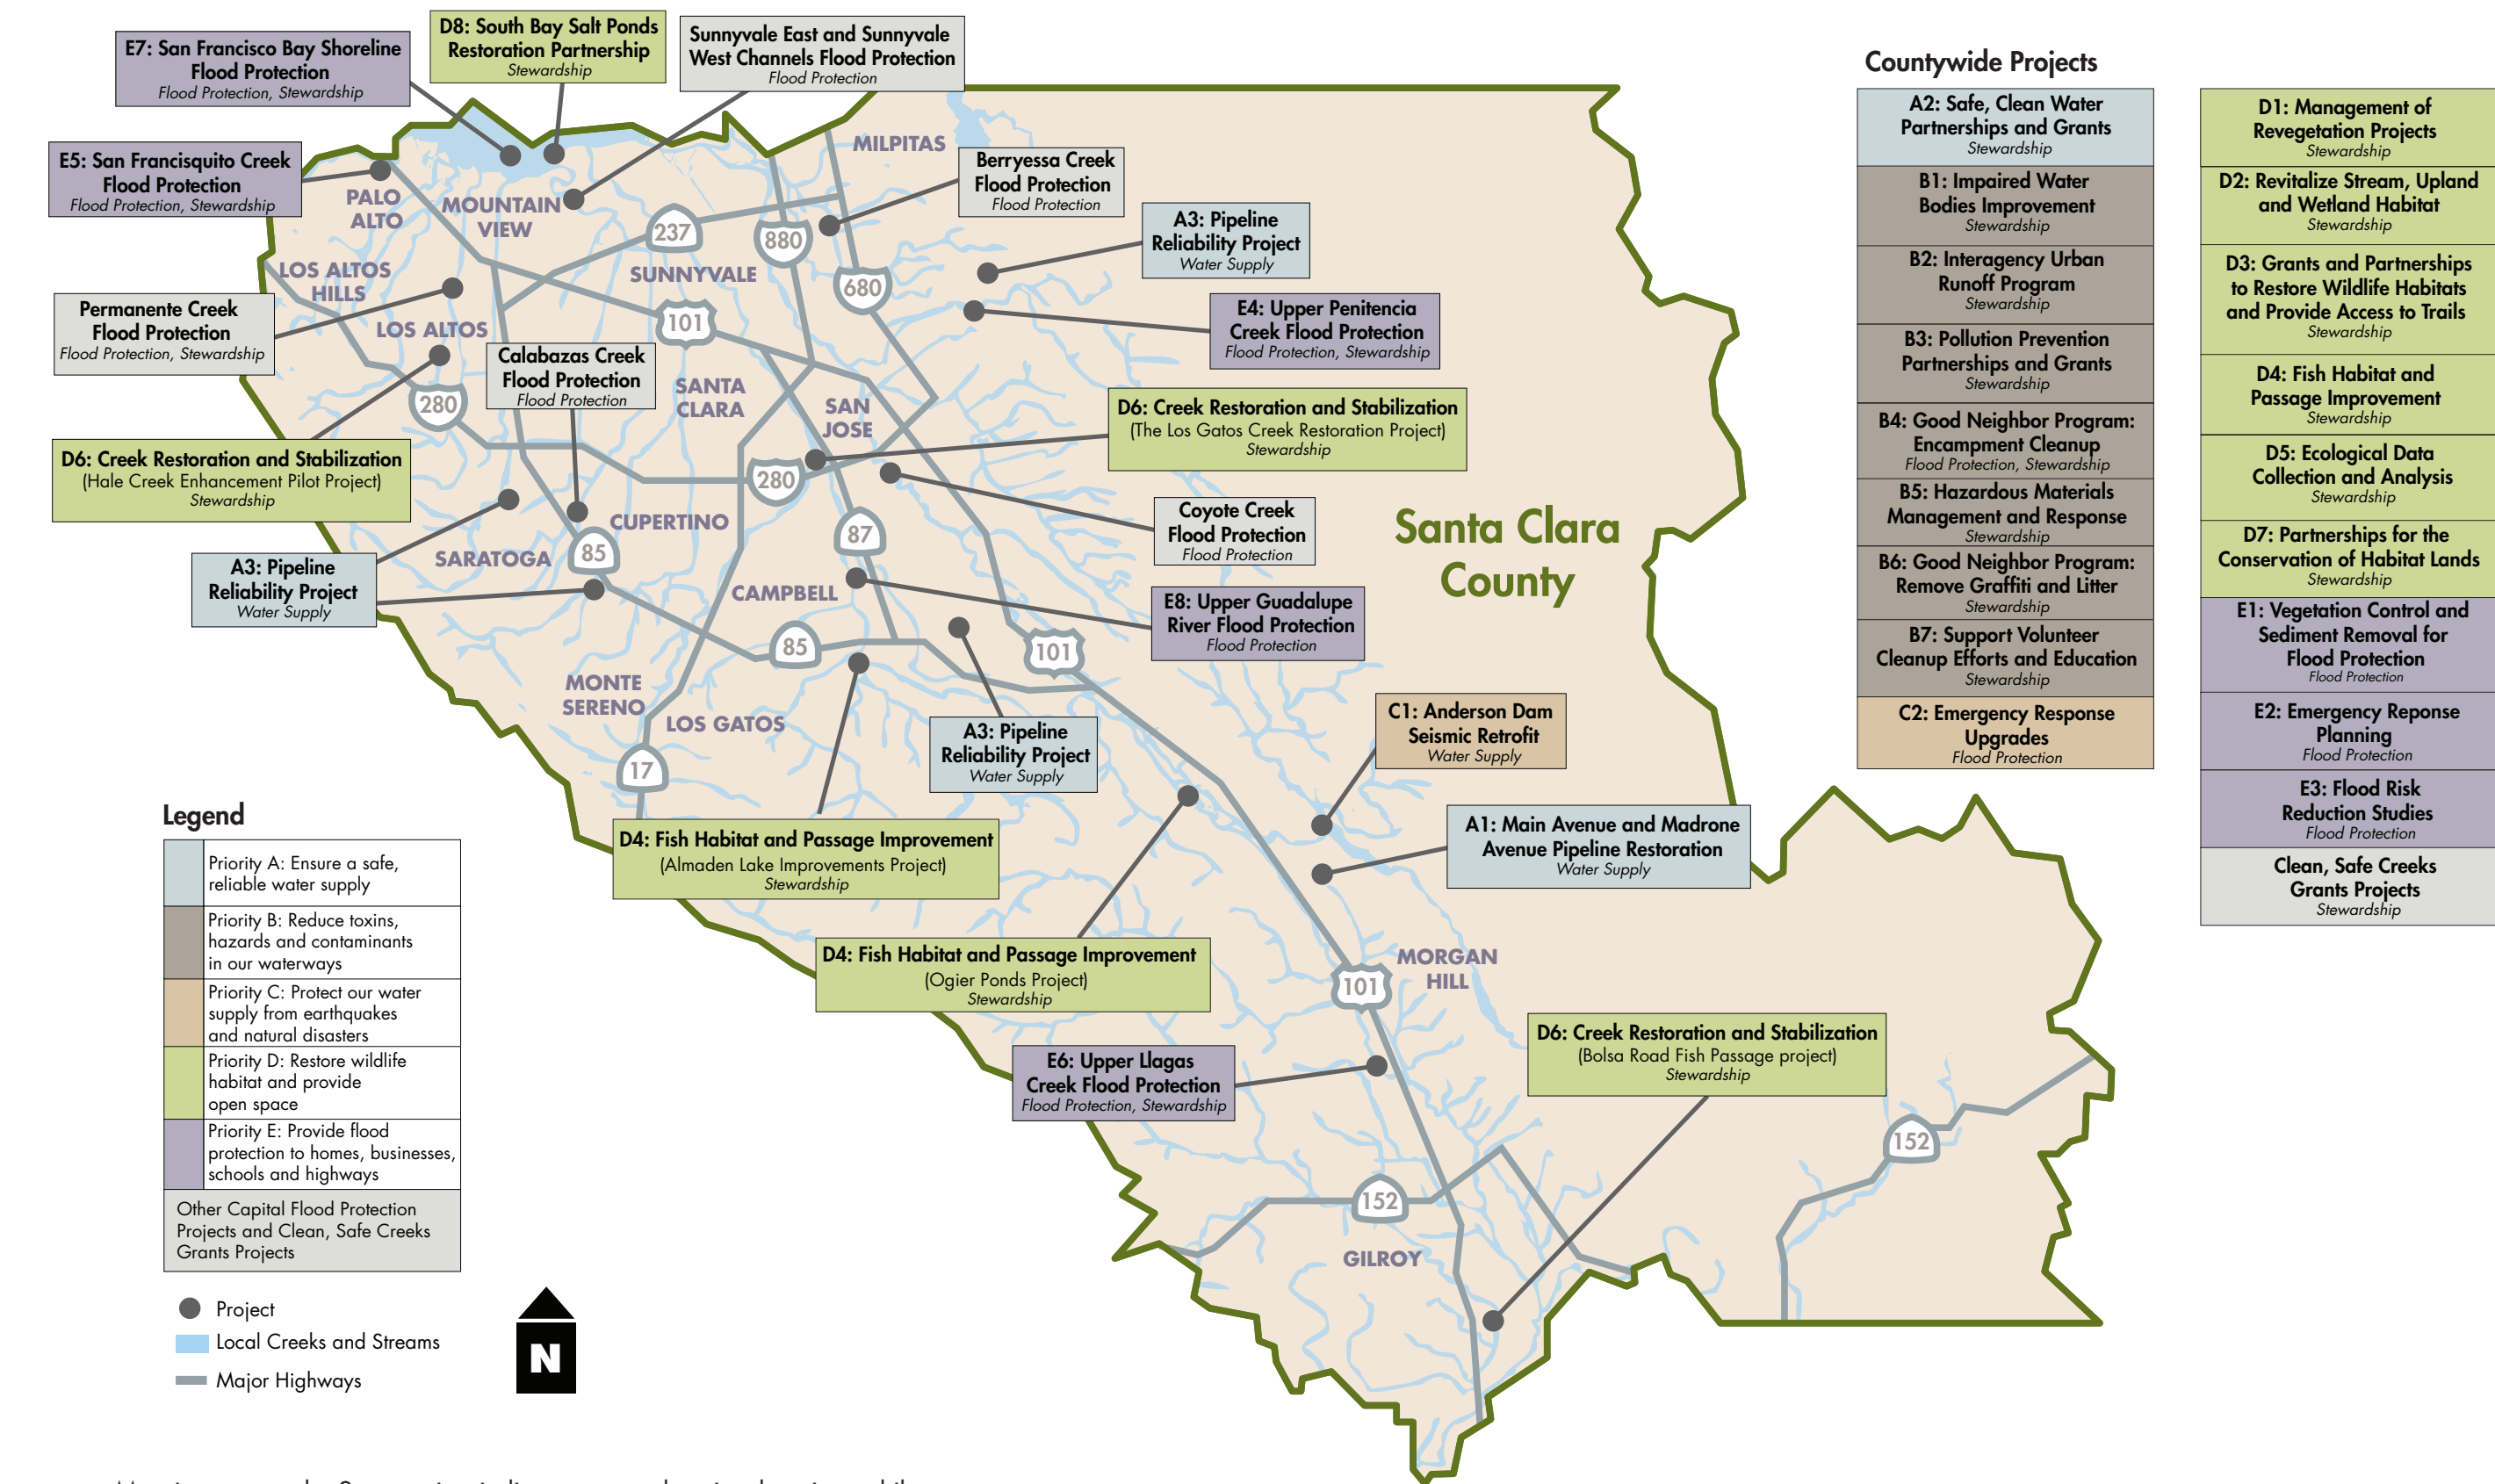 E7: San Francisco Bay Shoreline
Flood Protection
Flood Protection, Stewardship
D8: South Bay Salt Ponds
Restoration Partnership
Stewardship
Sunnyvale East and Sunnyvale
West Channels Flood Protection
Flood Protection
E5: San Francisquito Creek
Flood Protection
Flood Protection, Stewardship
Berryessa Creek
Flood Protection
Flood Protection
A3: Pipeline
Reliability Project
Water Supply
E4: Upper Penitencia
Creek Flood Protection
Flood Protection, Stewardship
Permanente Creek
Flood Protection
Flood Protection, Stewardship
Calabazas Creek
Flood Protection
Flood Protection
D6: Creek Restoration and Stabilization
(The Los Gatos Creek Restoration Project)
Stewardship
D6: Creek Restoration and Stabilization
(Hale Creek Enhancement Pilot Project)
Stewardship
Coyote Creek
Flood Protection
Flood Protection
A3: Pipeline
Reliability Project
Water Supply
E8: Upper Guadalupe
River Flood Protection
Flood Protection
A3: Pipeline
Reliability Project
Water Supply
C1: Anderson Dam
Seismic Retrofit
Water Supply
D4: Fish Habitat and Passage Improvement
(Almaden Lake Improvements Project)
Stewardship
A1: Main Avenue and Madrone
Avenue Pipeline Restoration
Water Supply
D4: Fish Habitat and Passage Improvement
(Ogier Ponds Project)
Stewardship
E6: Upper Llagas
Creek Flood Protection
Flood Protection, Stewardship
D6: Creek Restoration and Stabilization
(Bolsa Road Fish Passage project)
Stewardship
MILPITAS
PALO
ALTO
MOUNTAIN
VIEW
237
880
LOS ALTOS
HILLS
SUNNYVALE
680
LOS ALTOS
101
SANTA
CLARA
SAN
JOSE
280
280
CUPERTINO
87
SARATOGA
85
CAMPBELL
85
101
MONTE
SERENO
LOS GATOS
17
Santa Clara
County
MORGAN
HILL
101
152
152
GILROY
Countywide Projects
A2: Safe, Clean Water
Partnerships and Grants
Stewardship
B1: Impaired Water
Bodies Improvement
Stewardship
B2: Interagency Urban
Runoff Program
Stewardship
B3: Pollution Prevention
Partnerships and Grants
Stewardship
B4: Good Neighbor Program:
Encampment Cleanup
Flood Protection, Stewardship
B5: Hazardous Materials
Management and Response
Stewardship
B6: Good Neighbor Program:
Remove Graffiti and Litter
Stewardship
B7: Support Volunteer
Cleanup Efforts and Education
Stewardship
C2: Emergency Response
Upgrades
Flood Protection
D1: Management of
Revegetation Projects
Stewardship
D2: Revitalize Stream, Upland
and Wetland Habitat
Stewardship
D3: Grants and Partnerships
to Restore Wildlife Habitats
and Provide Access to Trails
Stewardship
D4: Fish Habitat and
Passage Improvement
Stewardship
D5: Ecological Data
Collection and Analysis
Stewardship
D7: Partnerships for the
Conservation of Habitat Lands
Stewardship
E1: Vegetation Control and
Sediment Removal for
Flood Protection
Flood Protection
E2: Emergency Reponse
Planning
Flood Protection
E3: Flood Risk
Reduction Studies
Flood Protection
Clean, Safe Creeks
Grants Projects
Stewardship
Legend
Priority A: Ensure a safe,
reliable water supply
Priority B: Reduce toxins,
hazards and contaminants
in our waterways
Priority C: Protect our water
supply from earthquakes
and natural disasters
Priority D: Restore wildlife
habitat and provide
open space
Priority E: Provide flood
protection to homes, businesses,
schools and highways
Other Capital Flood Protection
Projects and Clean, Safe Creeks
Grants Projects
Project
Local Creeks and Streams
Major Highways
N